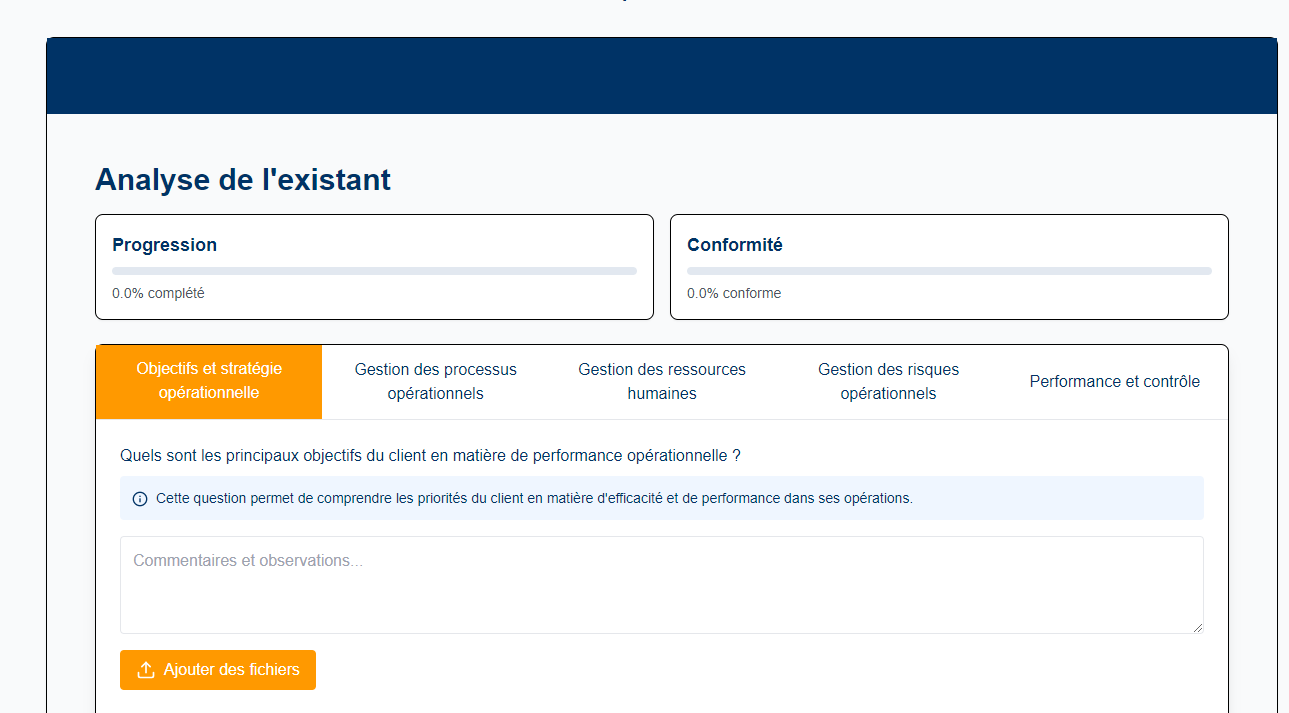 Analyse de l'existant
Progression
0.0% complété
Conformité
0.0% conforme
Objectifs et stratégie
opérationnelle
Gestion des processus
opérationnels
Gestion des ressources
humaines
Gestion des risques
opérationnels
Performance et contrôle
Quels sont les principaux objectifs du client en matière de performance opérationnelle ?
Cette question permet de comprendre les priorités du client en matière d'efficacité et de performance dans ses opérations.
Commentaires et observations...
Ajouter des fichiers